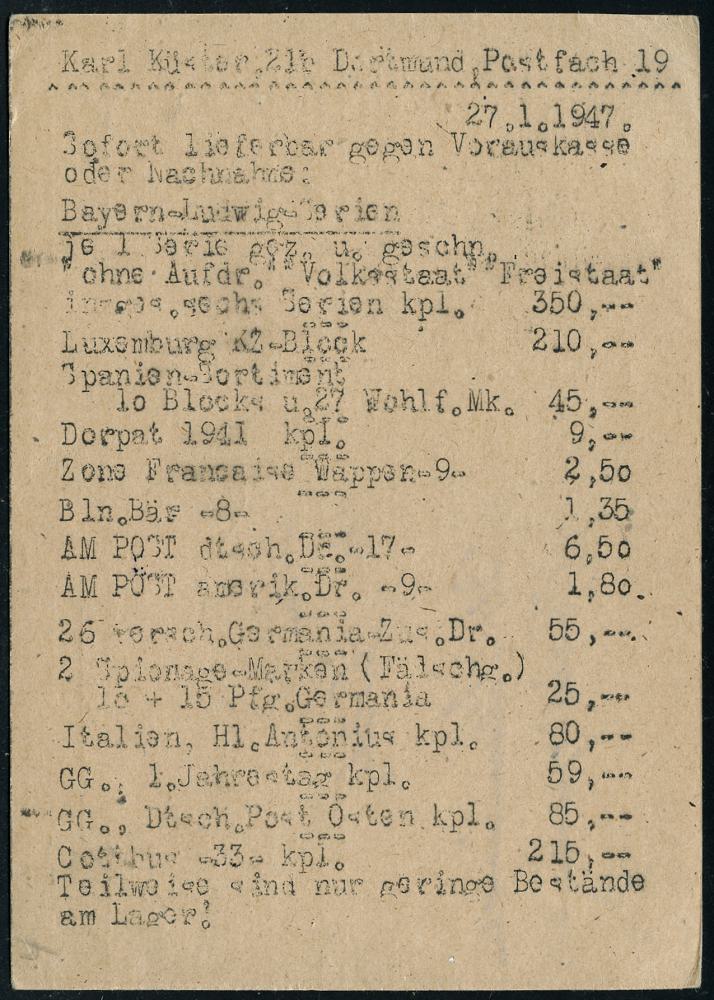 Karl Küster, 21b Dortmund, Postfach 19
27.1.1947.
Sofort lieferbar gegen Vorauskasse
oder Nachnahme:
Bayern-Ludwig-Serien
je 1 Serie gez. u. geschn.
"ohne Aufdr." "Volksstaat" "Freistaat"
insges. sechs Serien kpl. 350,--
Luxemburg KZ-Block 210,--
Spanien-Sortiment
lo Blocks u.27 Wohlf.Mk. 45,--
Dorpat 1941 kpl. 9,--
Zone Francaise Wappen-9- 2,5o
Bln.Bär -8- 1,35
AM POST dtsch.Dr.-17- 6,5o
AM POST amerik.Dr. -9- 1,8o.
26 versch.Germania-Zus.Dr. 55,--.
2 Spionage-Marken (Fälschg.)
15 Pfg.Germania 25,--
Italien, Hl.Antonius kpl. 80,--
GG., 1.Jahrestag kpl. 59,--
GG., Dtsch.Post Osten kpl. 85,--
Cottbus -33- kpl. 215,--
Teilweise sind nur geringe Bestände
am Lager!